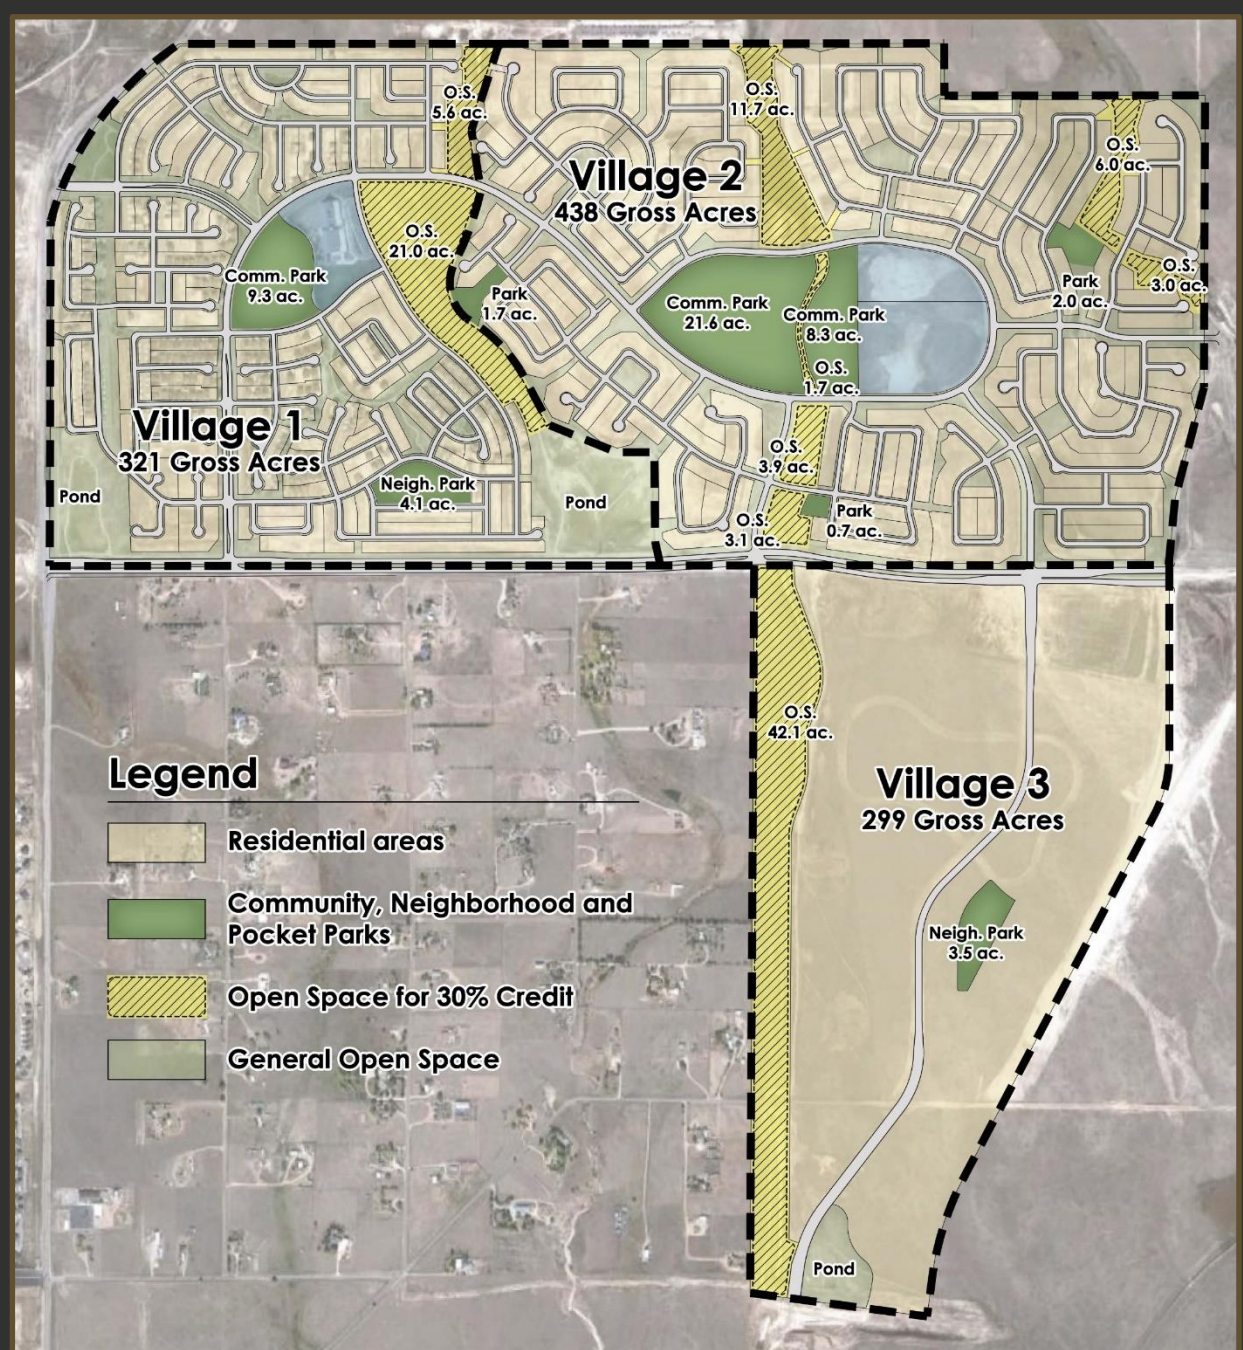 O.S.
5.6 ac.
O.S.
11.7 ac.
O.S.
6.0 ac.
Village 2
438 Gross Acres
O.S.
21.0 ac.
Comm. Park
9.3 ac.
Park
1.7 ac.
Comm. Park
21.6 ac.
Comm. Park
8.3 ac.
O.S.
1.7 ac.
Park
2.0 ac.
O.S.
3.0 ac.
Village 1
321 Gross Acres
Pond
Neigh. Park
4.1 ac.
Pond
O.S.
3.9 ac.
O.S.
3.1 ac.
Park
0.7 ac.
O.S.
42.1 ac.
Village 3
299 Gross Acres
Neigh. Park
3.5 ac.
Pond
Legend
Residential areas
Community, Neighborhood and
Pocket Parks
Open Space for 30% Credit
General Open Space